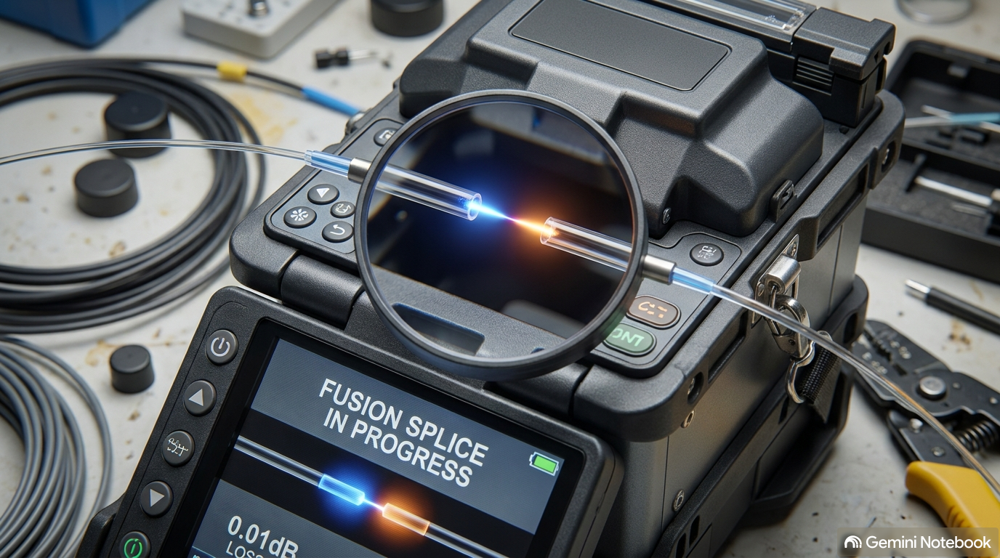 FUSION SPLICE
IN PROGRESS
0.01dB
Gemini Notebook